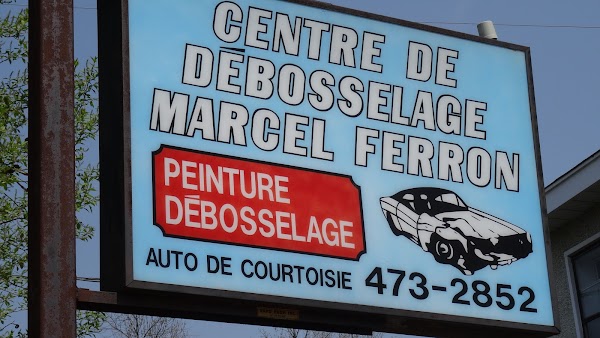 CENTRE DE
DÉBOSSELAGE
MARCEL FERRON
PEINTURE
DÉBOSSELAGE
AUTO DE COURTOISIE 473-2852